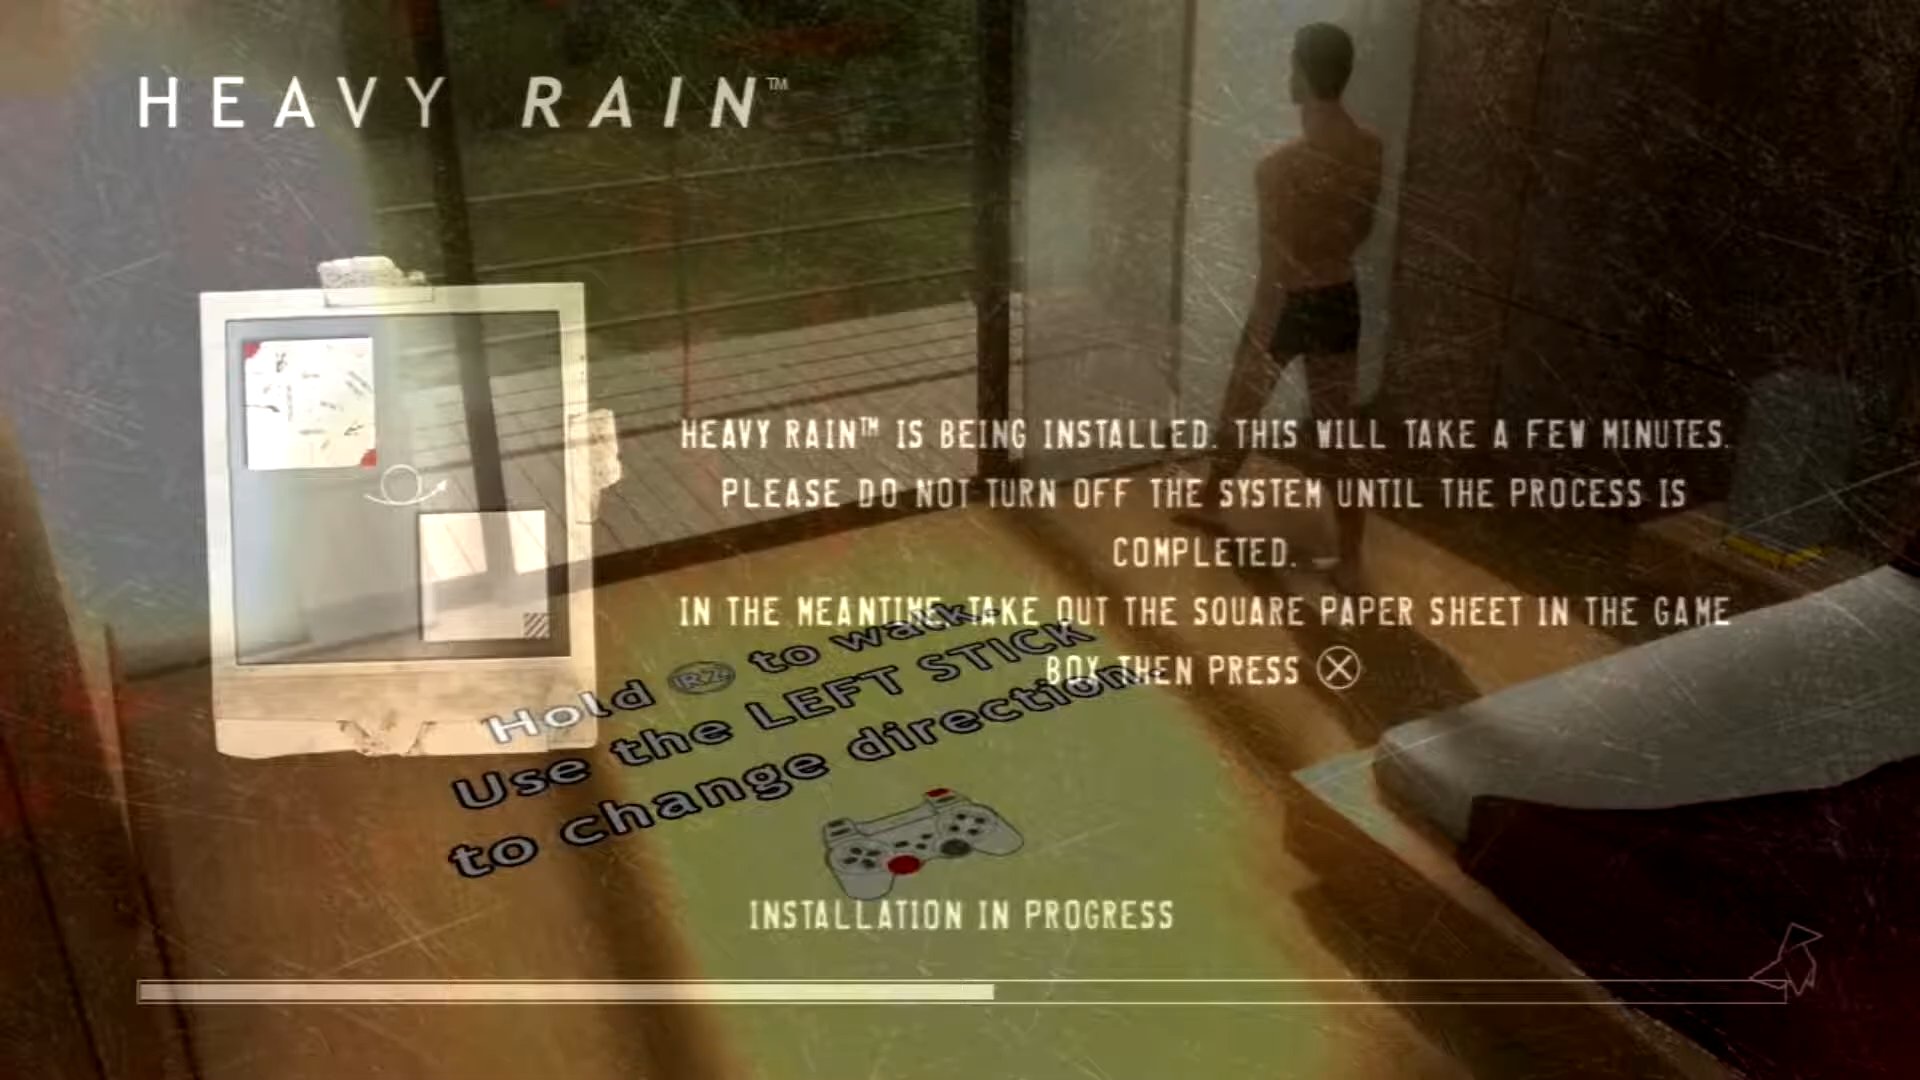 HEAVY RAIN™
HEAVY RAIN™ IS BEING INSTALLED. THIS WILL TAKE A FEW MINUTES.
PLEASE DO NOT TURN OFF THE SYSTEM UNTIL THE PROCESS IS
COMPLETED.
IN THE MEANTIME, TAKE OUT THE SQUARE PAPER SHEET IN THE GAME
BOX THEN PRESS
Hold R2 to walk.
Use the LEFT STICK
to change direction.
INSTALLATION IN PROGRESS